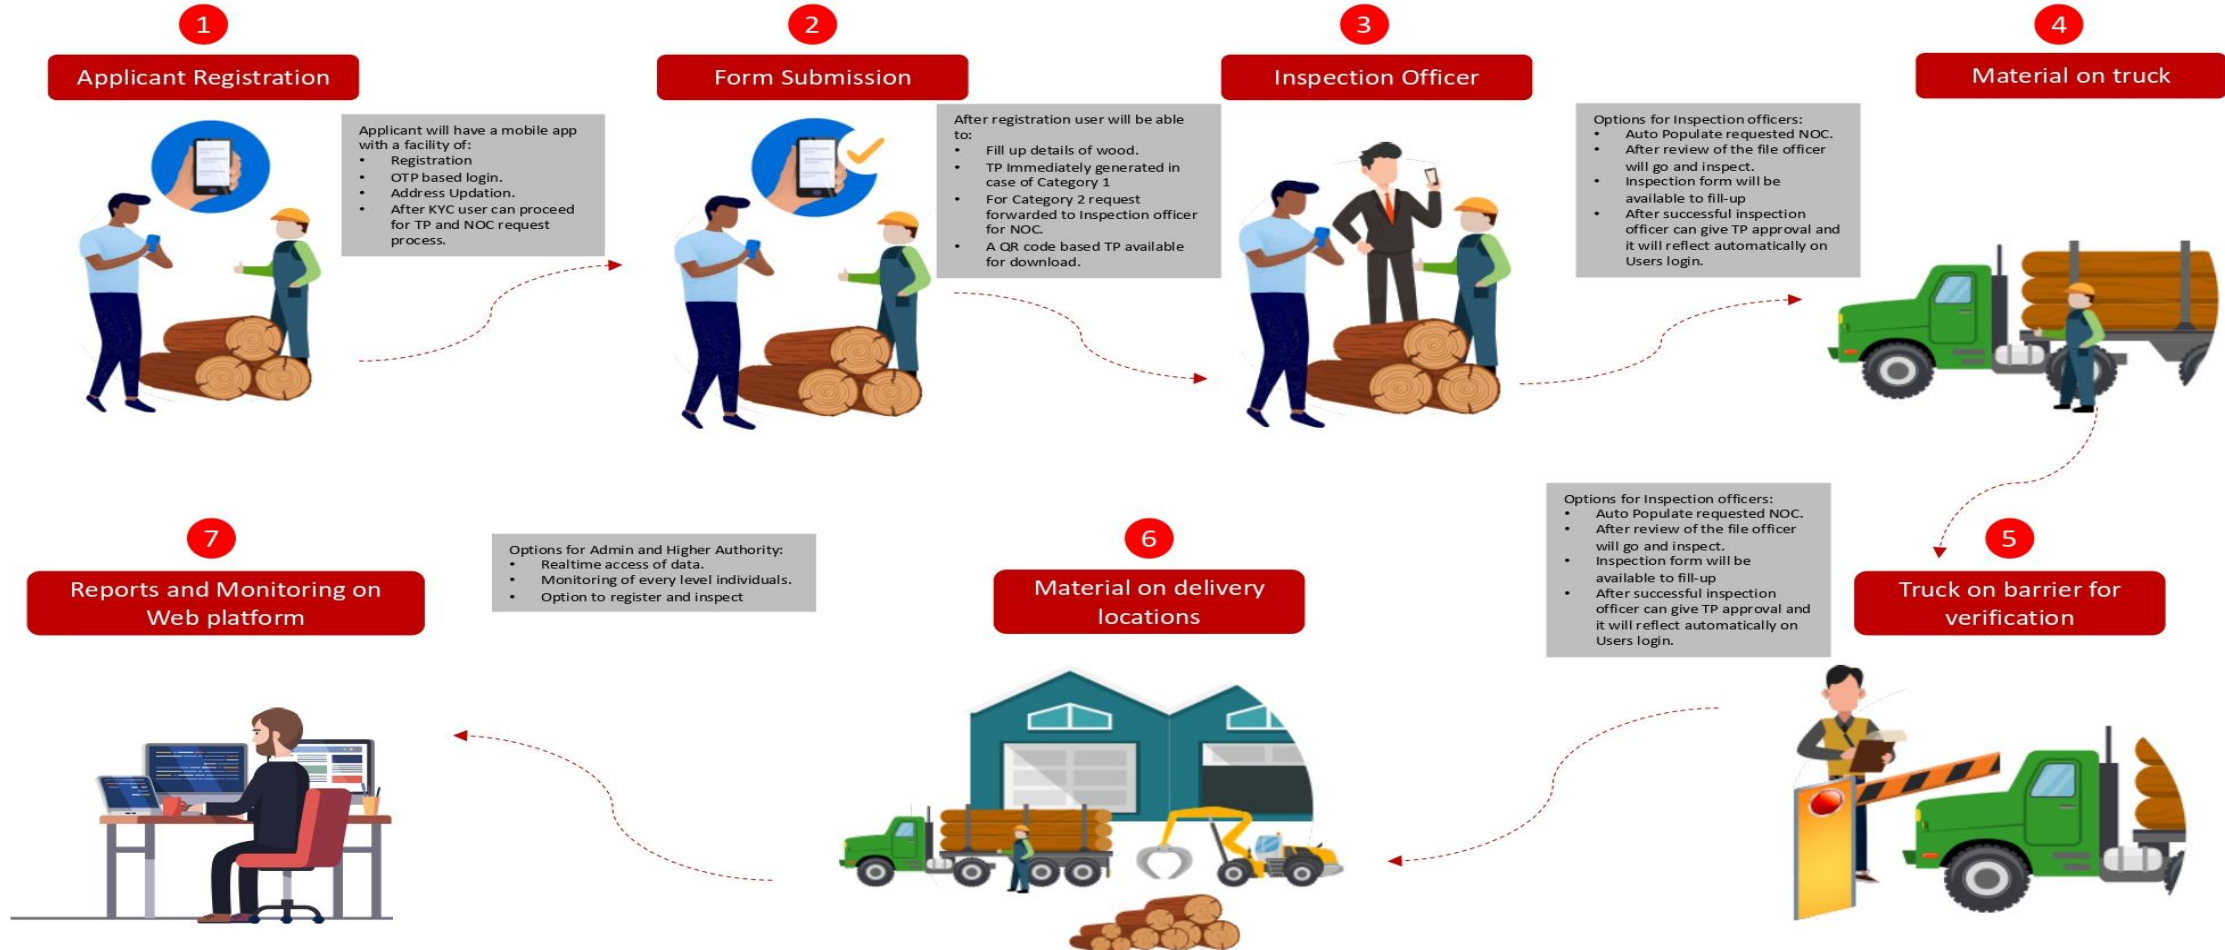 1
Applicant Registration
Applicant will have a mobile app
with a facility of:
• Registration
• OTP based login.
• Address Updation.
• After KYC user can proceed
for TP and NOC request
process.
2
Form Submission
After registration user will be able
to:
• Fill up details of wood.
• TP Immediately generated in
case of Category 1
• For Category 2 request
forwarded to Inspection officer
for NOC.
• A QR code based TP available
for download.
3
Inspection Officer
Options for Inspection officers:
• Auto Populate requested NOC.
• After review of the file officer
will go and inspect.
• Inspection form will be
available to fill-up
• After successful inspection
officer can give TP approval and
it will reflect automatically on
Users login.
4
Material on truck
5
Truck on barrier for
verification
Options for Inspection officers:
• Auto Populate requested NOC.
• After review of the file officer
will go and inspect.
• Inspection form will be
available to fill-up
• After successful inspection
officer can give TP approval and
it will reflect automatically on
Users login.
6
Material on delivery
locations
Options for Admin and Higher Authority:
• Realtime access of data.
• Monitoring of every level individuals.
• Option to register and inspect
7
Reports and Monitoring on
Web platform